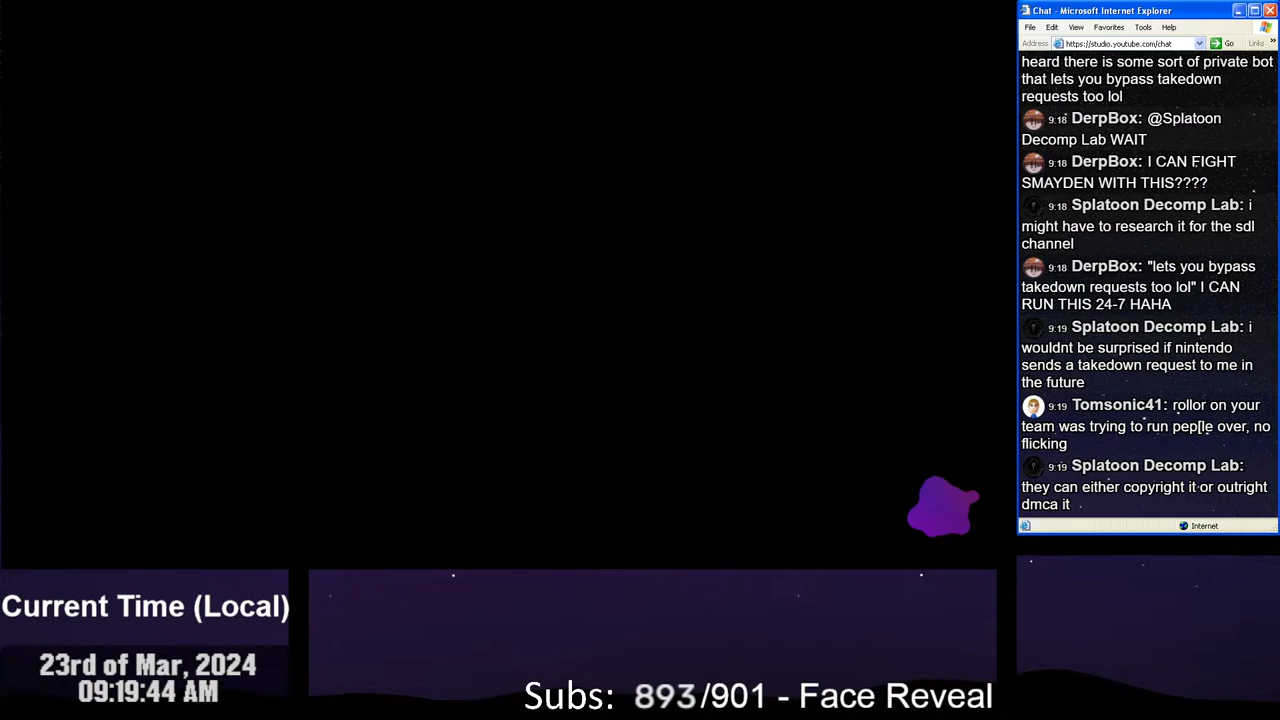 Chat - Microsoft Internet Explorer
File Edit View Favorites Tools Help
Address https://studio.youtube.com/chat Go Links »
heard there is some sort of private bot
that lets you bypass takedown
requests too lol
9:18 DerpBox: @Splatoon
Decomp Lab WAIT
9:18 DerpBox: I CAN FIGHT
SMAYDEN WITH THIS????
9:18 Splatoon Decomp Lab: i
might have to research it for the sdl
channel
9:18 DerpBox: "lets you bypass
takedown requests too lol" I CAN
RUN THIS 24-7 HAHA
9:19 Splatoon Decomp Lab: i
wouldnt be surprised if nintendo
sends a takedown request to me in
the future
9:19 Tomsonic41: rollor on your
team was trying to run pep[le over, no
flicking
9:19 Splatoon Decomp Lab:
they can either copyright it or outright
dmca it
Internet
Current Time (Local)
23rd of Mar, 2024
09:19:44 AM
Subs: 893/901 - Face Reveal